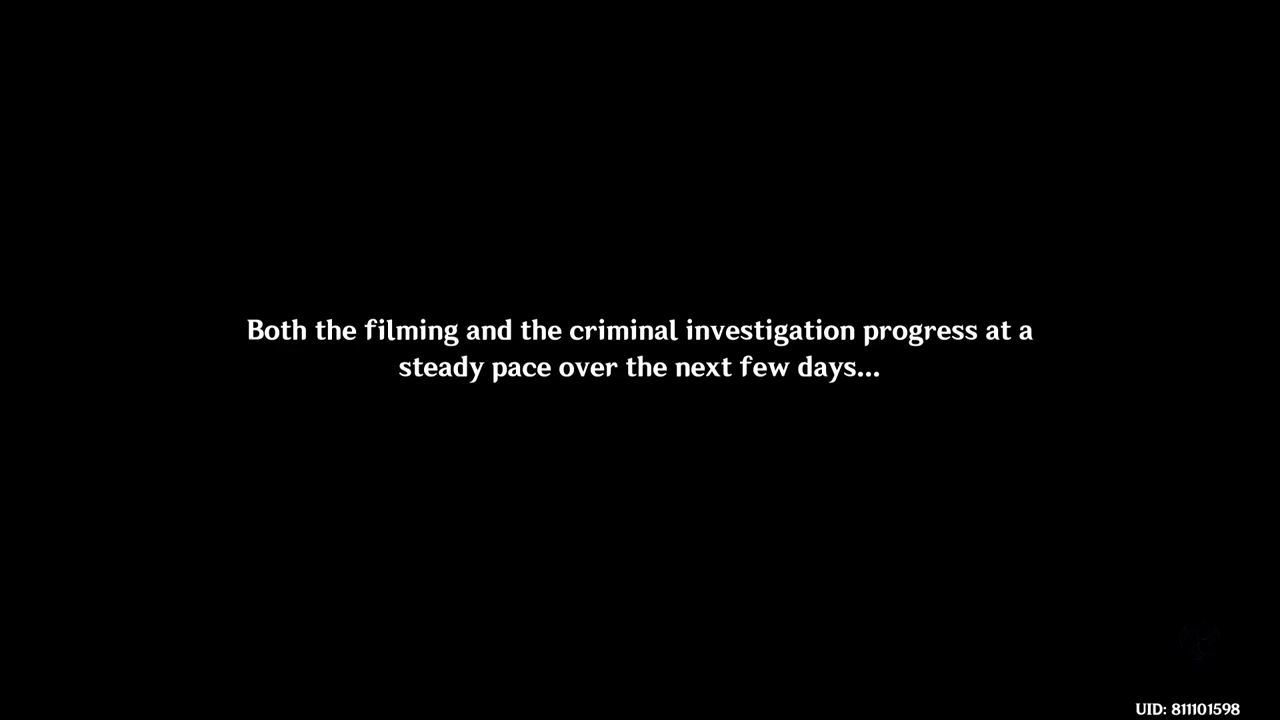 Both the filming and the criminal investigation progress at a
steady pace over the next few days...
UID: 811101598